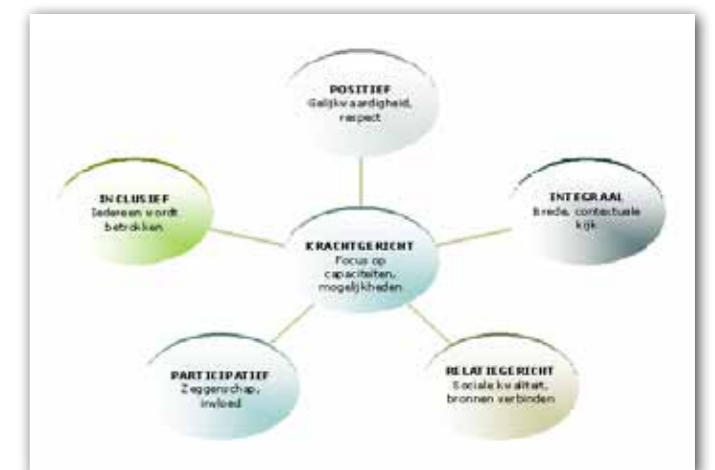 POSITIEF
Gelijkwaardigheid,
respect
INCLUSIEF
Iedereen wordt
betrokken
INTEGRAAL
Brede, contextuele
kijk
KRACHTGERICHT
Focus op
capaciteiten,
mogelijkheden
PARTICIPATIEF
Zeggenschap,
invloed
RELATIEGERICHT
Sociale kwaliteit,
bronnen verbinden